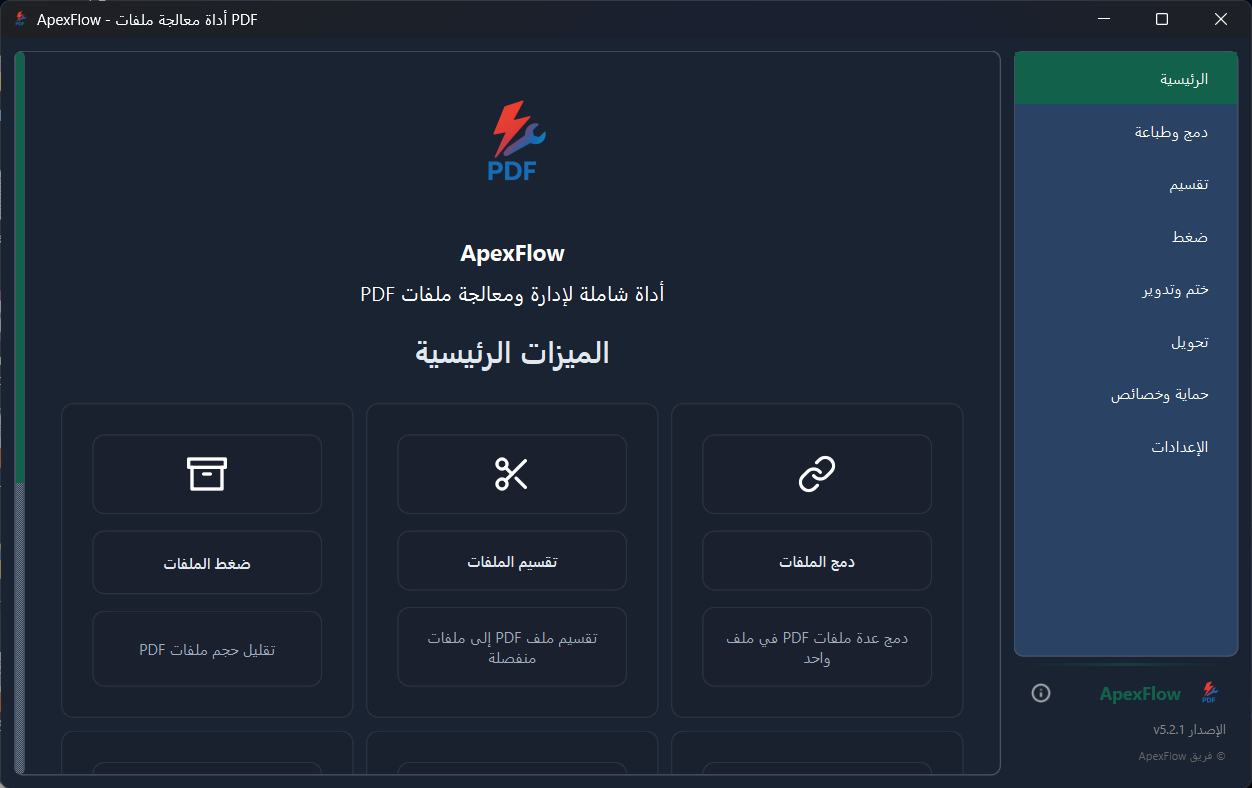 ApexFlow - أداة معالجة ملفات PDF
الرئيسية
دمج وطباعة
تقسيم
ضغط
ختم وتدوير
تحويل
حماية وخصائص
الإعدادات
PDF
ApexFlow
أداة شاملة لإدارة ومعالجة ملفات PDF
الميزات الرئيسية
دمج الملفات
دمج عدة ملفات PDF في ملف
واحد
تقسيم الملفات
تقسيم ملف PDF إلى ملفات
منفصلة
ضغط الملفات
تقليل حجم ملفات PDF
ApexFlow
PDF
الإصدار v5.2.1
© فريق ApexFlow